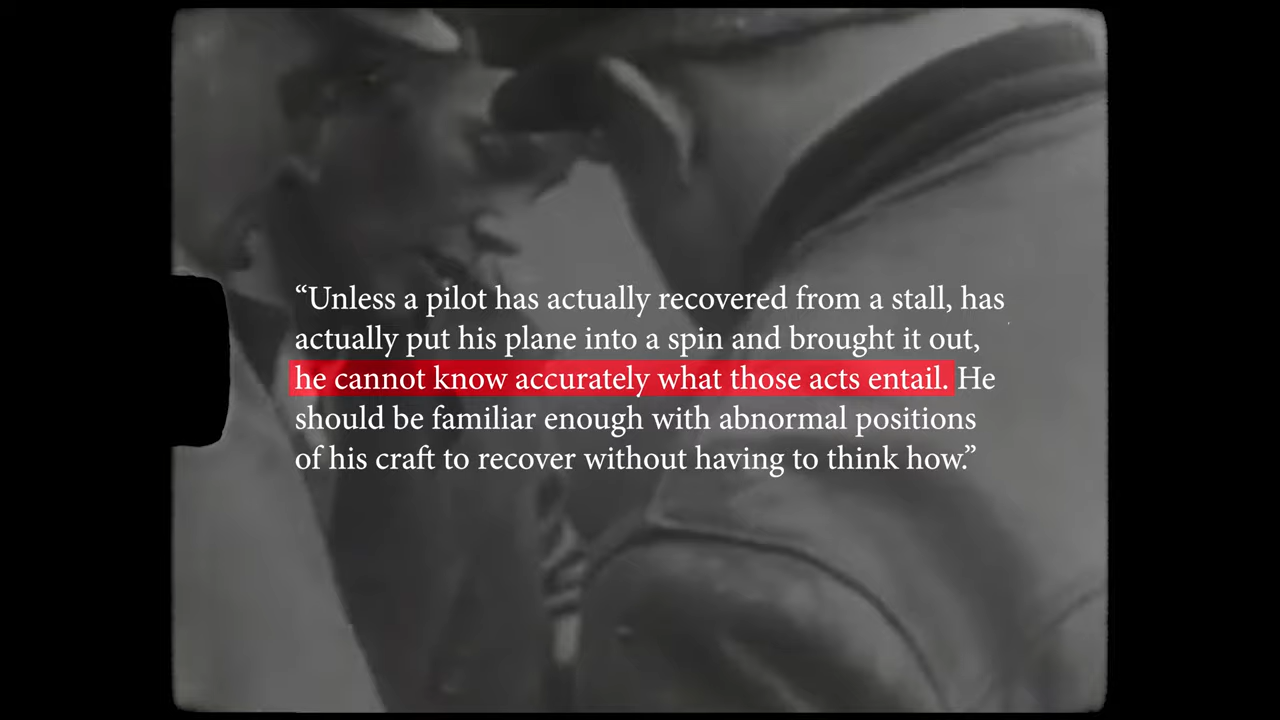 “Unless a pilot has actually recovered from a stall, has
actually put his plane into a spin and brought it out,
he cannot know accurately what those acts entail. He
should be familiar enough with abnormal positions
of his craft to recover without having to think how.”